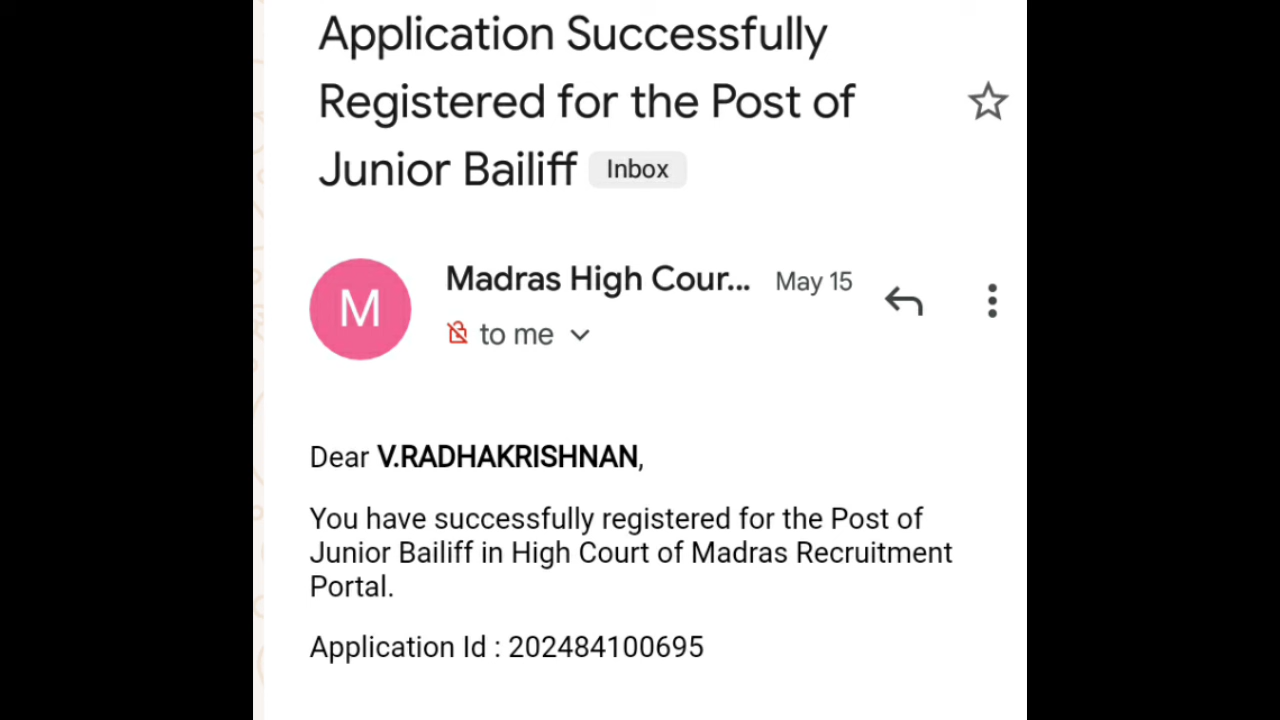 Application Successfully
Registered for the Post of
Junior Bailiff Inbox
M
Madras High Cour... May 15
to me
Dear V.RADHAKRISHNAN,
You have successfully registered for the Post of
Junior Bailiff in High Court of Madras Recruitment
Portal.
Application Id : 202484100695